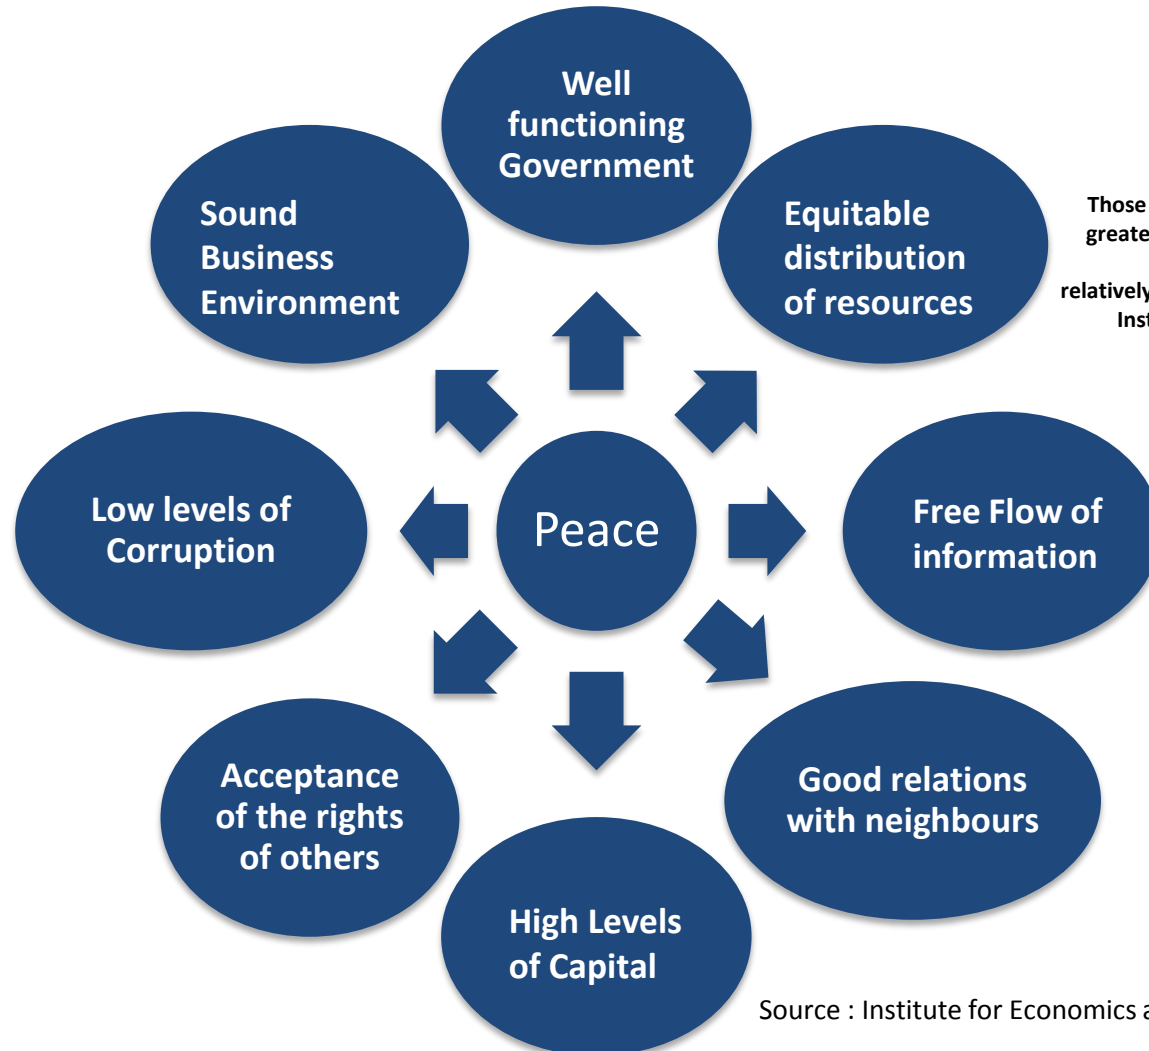 Well
functioning
Government
Sound
Business
Environment
Equitable
distribution
of resources
Those
greate
relatively
Inst
Low levels of
Corruption
Peace
Free Flow of
information
Acceptance
of the rights
of others
Good relations
with neighbours
High Levels
of Capital
Source : Institute for Economics a